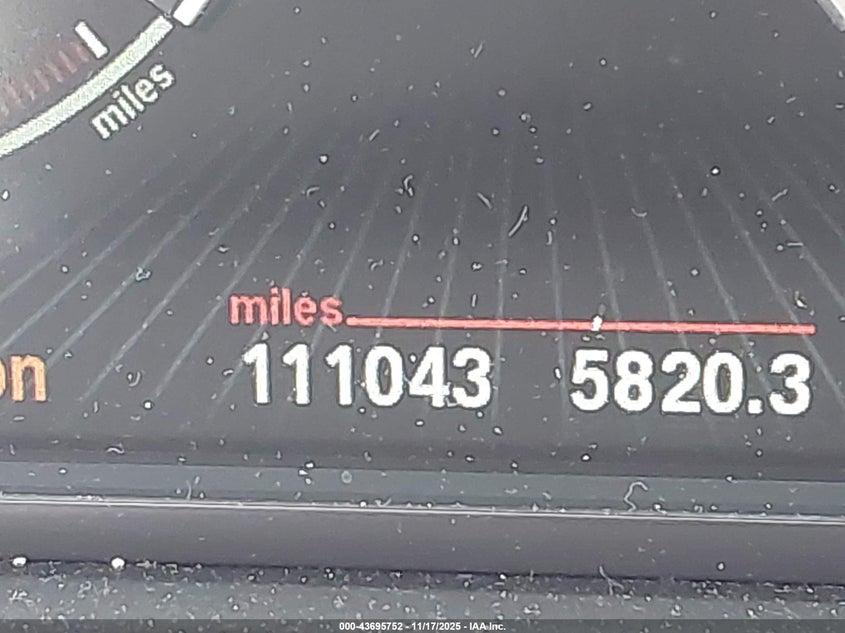 miles
miles
on
111043 5820.3
000-43695752 - 11/17/2025 - IAA Inc.